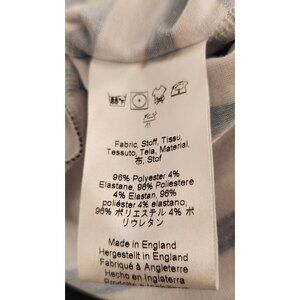 Fabric, Stoff, Tissu,
Tessuto, Tela, Material,
布, Stof
96% Polyester 4%
Elastane, 96% Poliestere
4% Elastan, 96%
poliéster 4% elastano,
96% ポリエステル 4% ポ
リウレタン
Made in England
Hergestellt in England
Fabriqué à Angleterre
Hecho en Inglaterra